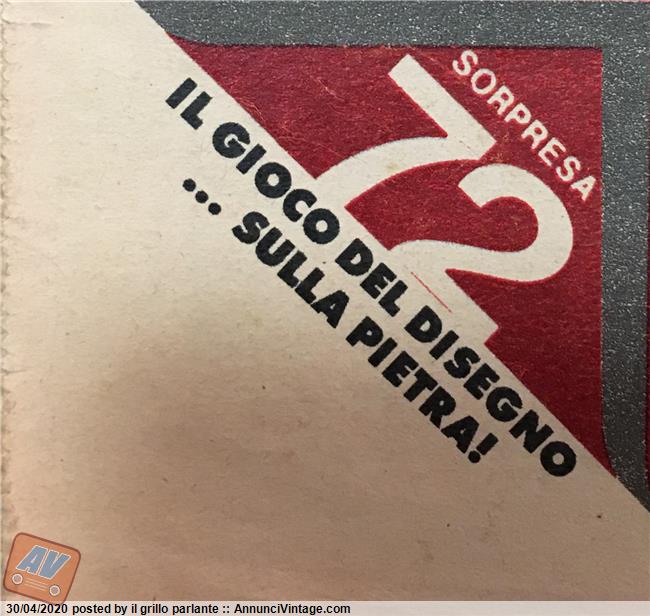 SORPRESA
72
IL GIOCO DEL DISEGNO
... SULLA PIETRA!
AV
30/04/2020 posted by il grillo parlante :: AnnunciVintage.com